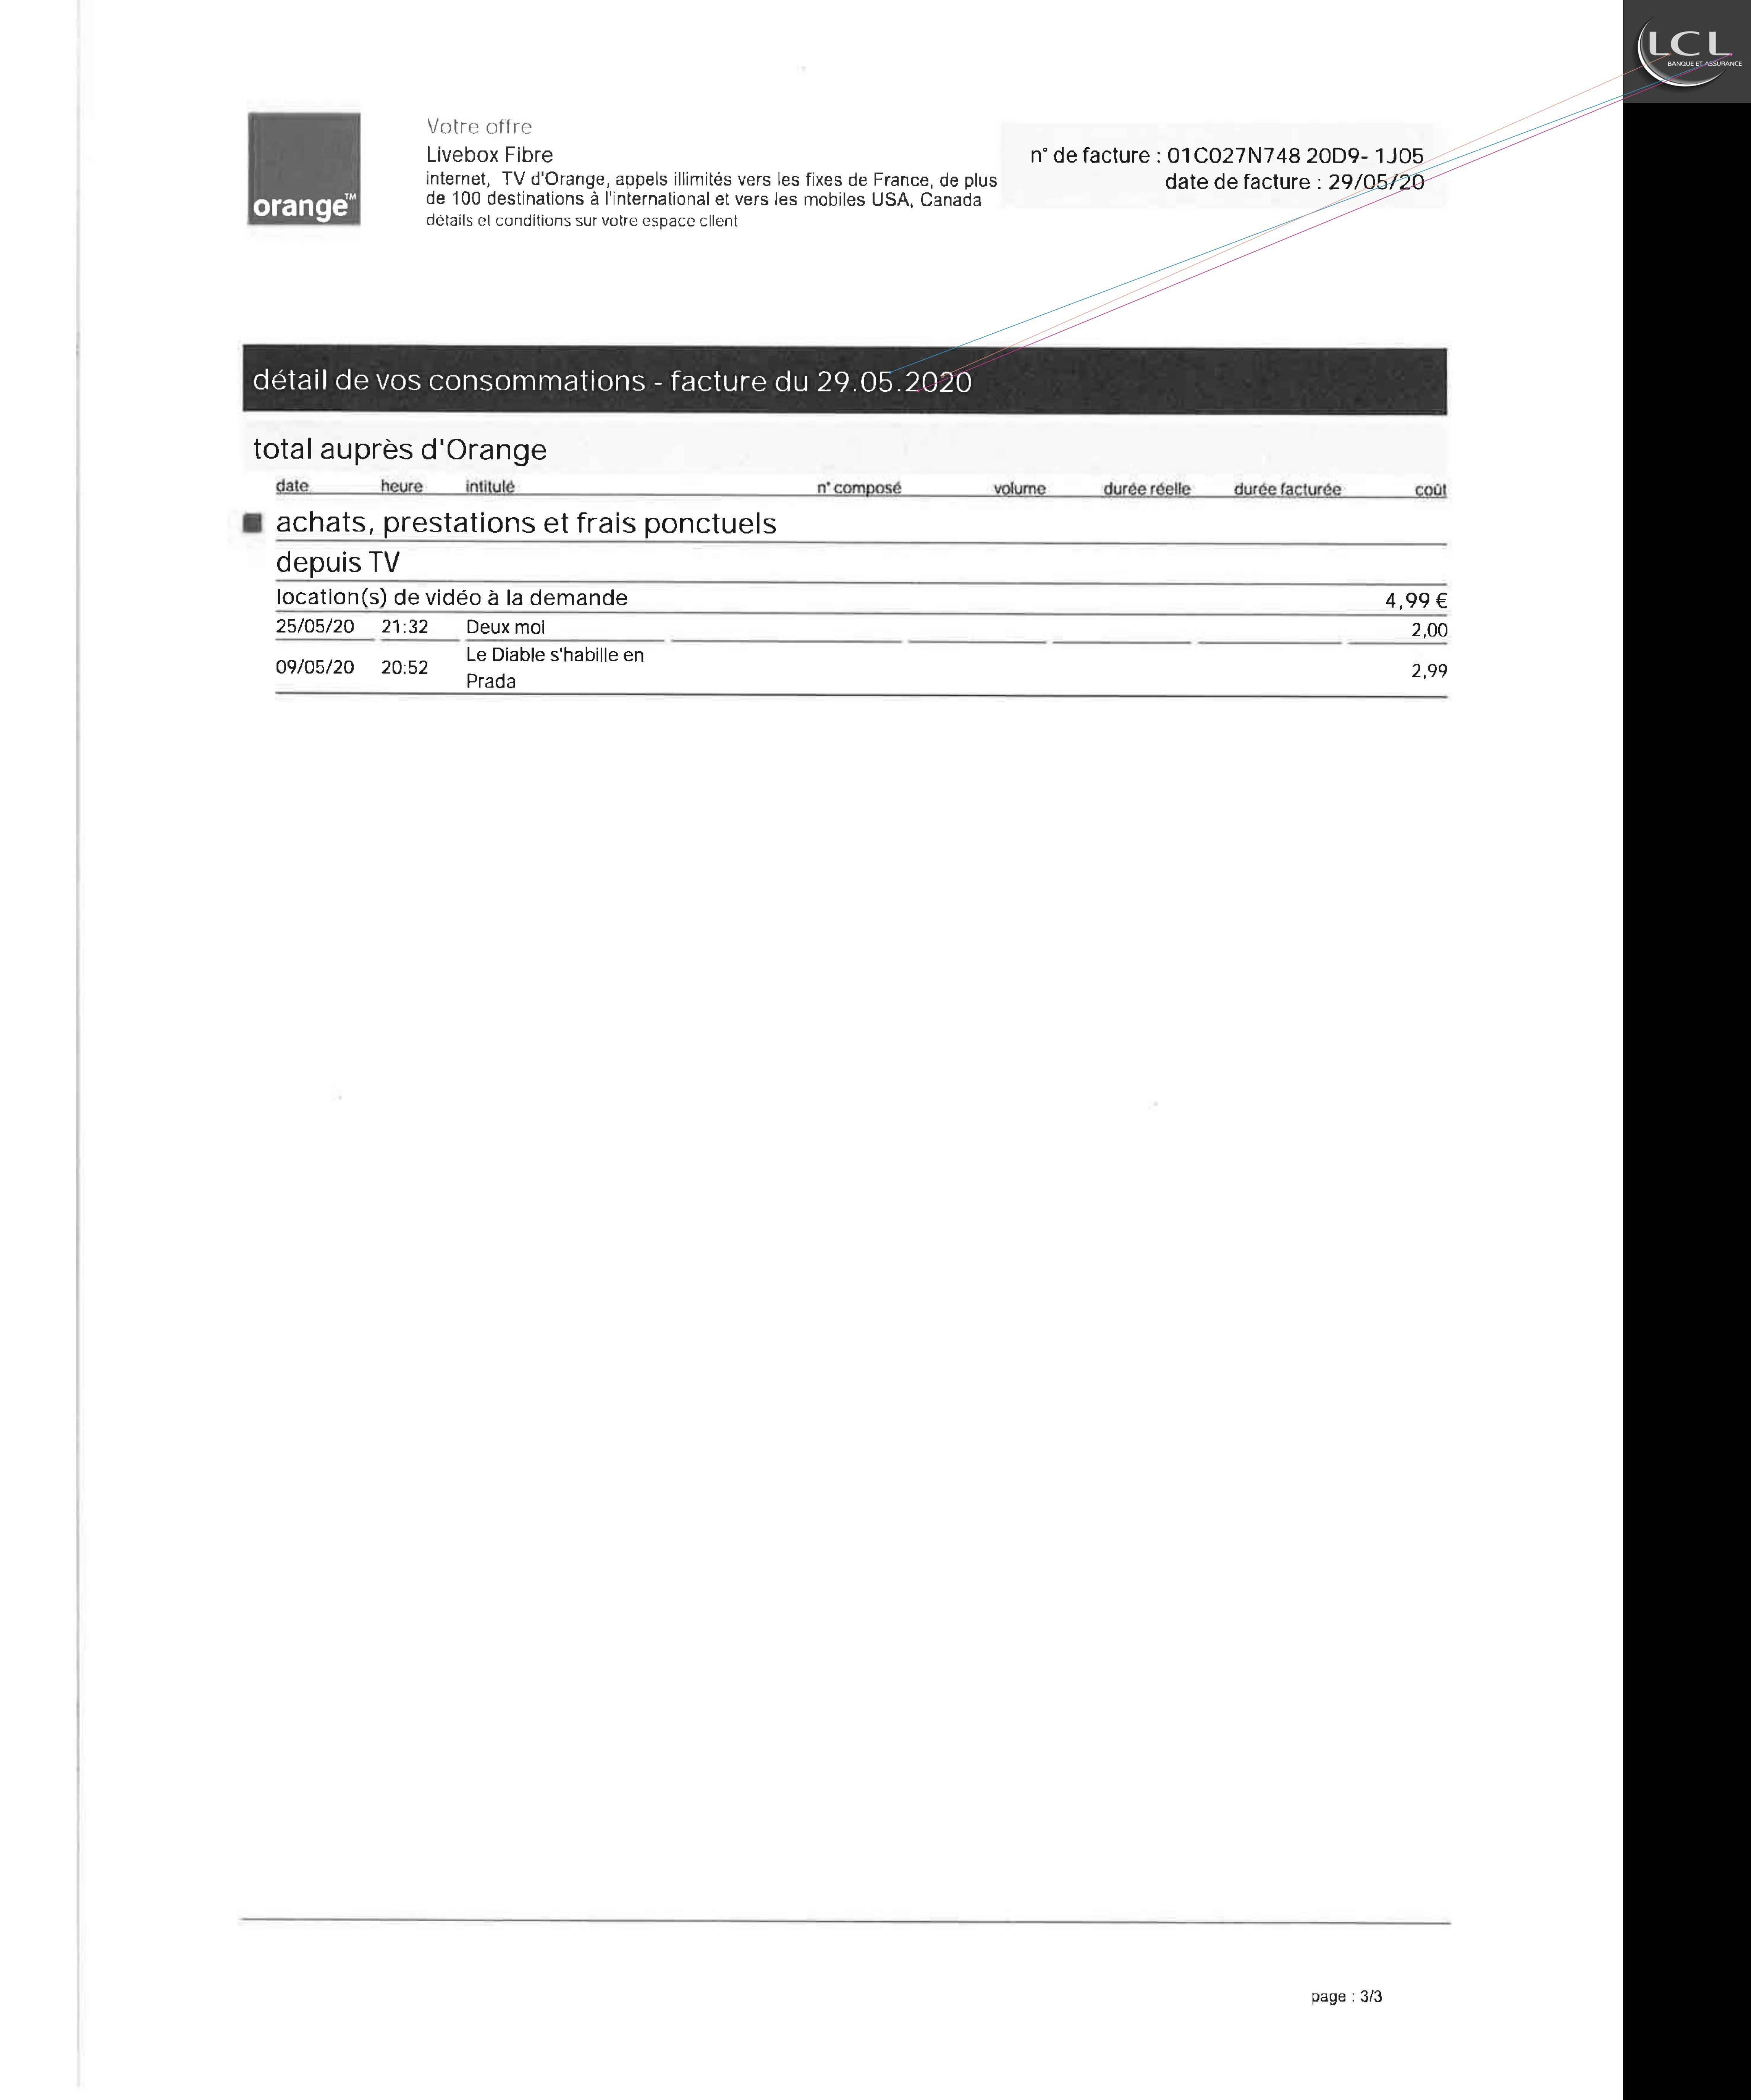 LCL
BANQUE ET ASSURANCE
orange™
Votre offre
Livebox Fibre
internet, TV d'Orange, appels illimités vers les fixes de France, de plus
de 100 destinations à l'international et vers les mobiles USA, Canada
détails et conditions sur votre espace client
n° de facture : 01C027N748 20D9- 1J05
date de facture : 29/05/20
détail de vos consommations - facture du 29.05.2020
total auprès d'Orange
date heure intitulé n° composé volume durée réelle durée facturée coût
achats, prestations et frais ponctuels
depuis TV
location(s) de vidéo à la demande 4,99 €
25/05/20 21:32 Deux moi 2,00
09/05/20 20:52 Le Diable s'habille en
Prada 2,99
page : 3/3